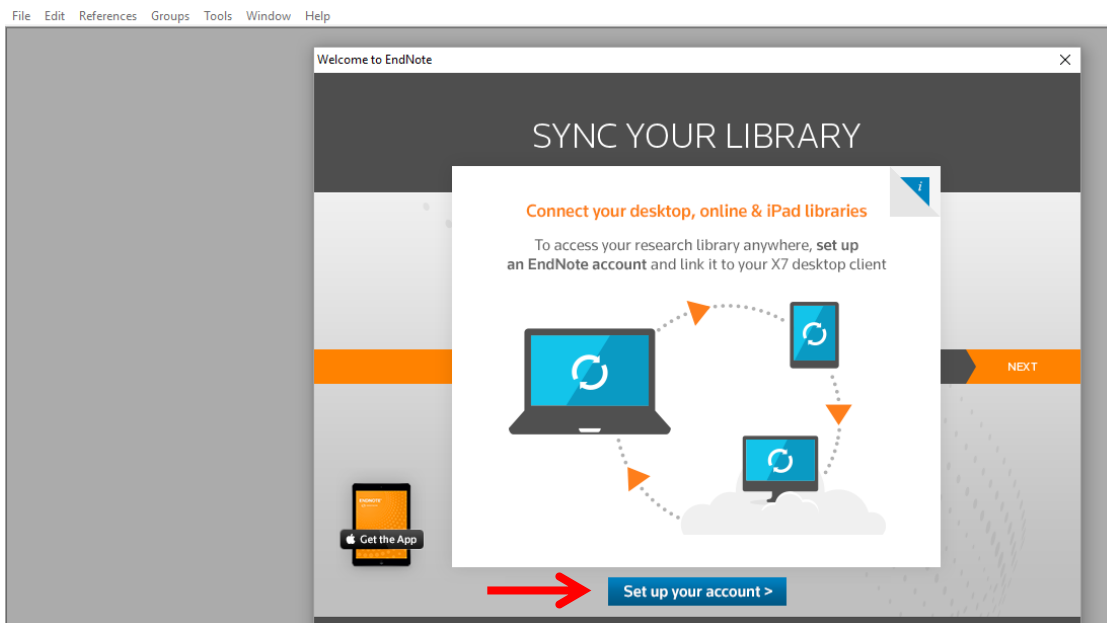 File Edit References Groups Tools Window Help
Welcome to EndNote
SYNC YOUR LIBRARY
i
Connect your desktop, online & iPad libraries
To access your research library anywhere, set up
an EndNote account and link it to your X7 desktop client
NEXT
ENDNOTE
Get the App
Set up your account >